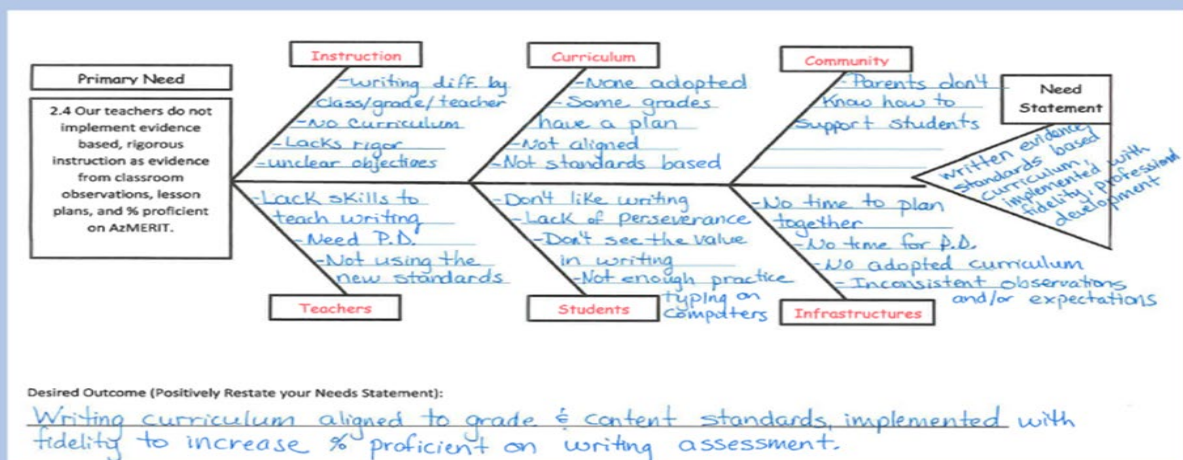 Primary Need
2.4 Our teachers do not
implement evidence
based, rigorous
instruction as evidence
from classroom
observations, lesson
plans, and % proficient
on AzMERIT.
Instruction
-writing diff. by
class/grade/teacher
-No curriculum
-Lacks rigor
-unclear objectives
Curriculum
-None adopted
-Some grades
have a plan
-Not aligned
-Not standards based
Community
-Parents don't
Know how to
support students
Need
Statement
written evidence
standards based
curriculum,
implemented with
fidelity, professional
development
-Lack skills to
teach writing
-Need P.D.
-Not using the
new standards
Teachers
-Don't like writing
-Lack of perseverance
-Don't see the value
in writing
-Not enough practice
typing on
computers
Students
-No time to plan
together
-No time for P.D.
-No adopted curriculum
-Inconsistent observations
and/or expectations
Infrastructures
Desired Outcome (Positively Restate your Needs Statement):
Writing curriculum aligned to grade & content standards, implemented with
fidelity to increase % proficient on writing assessment.